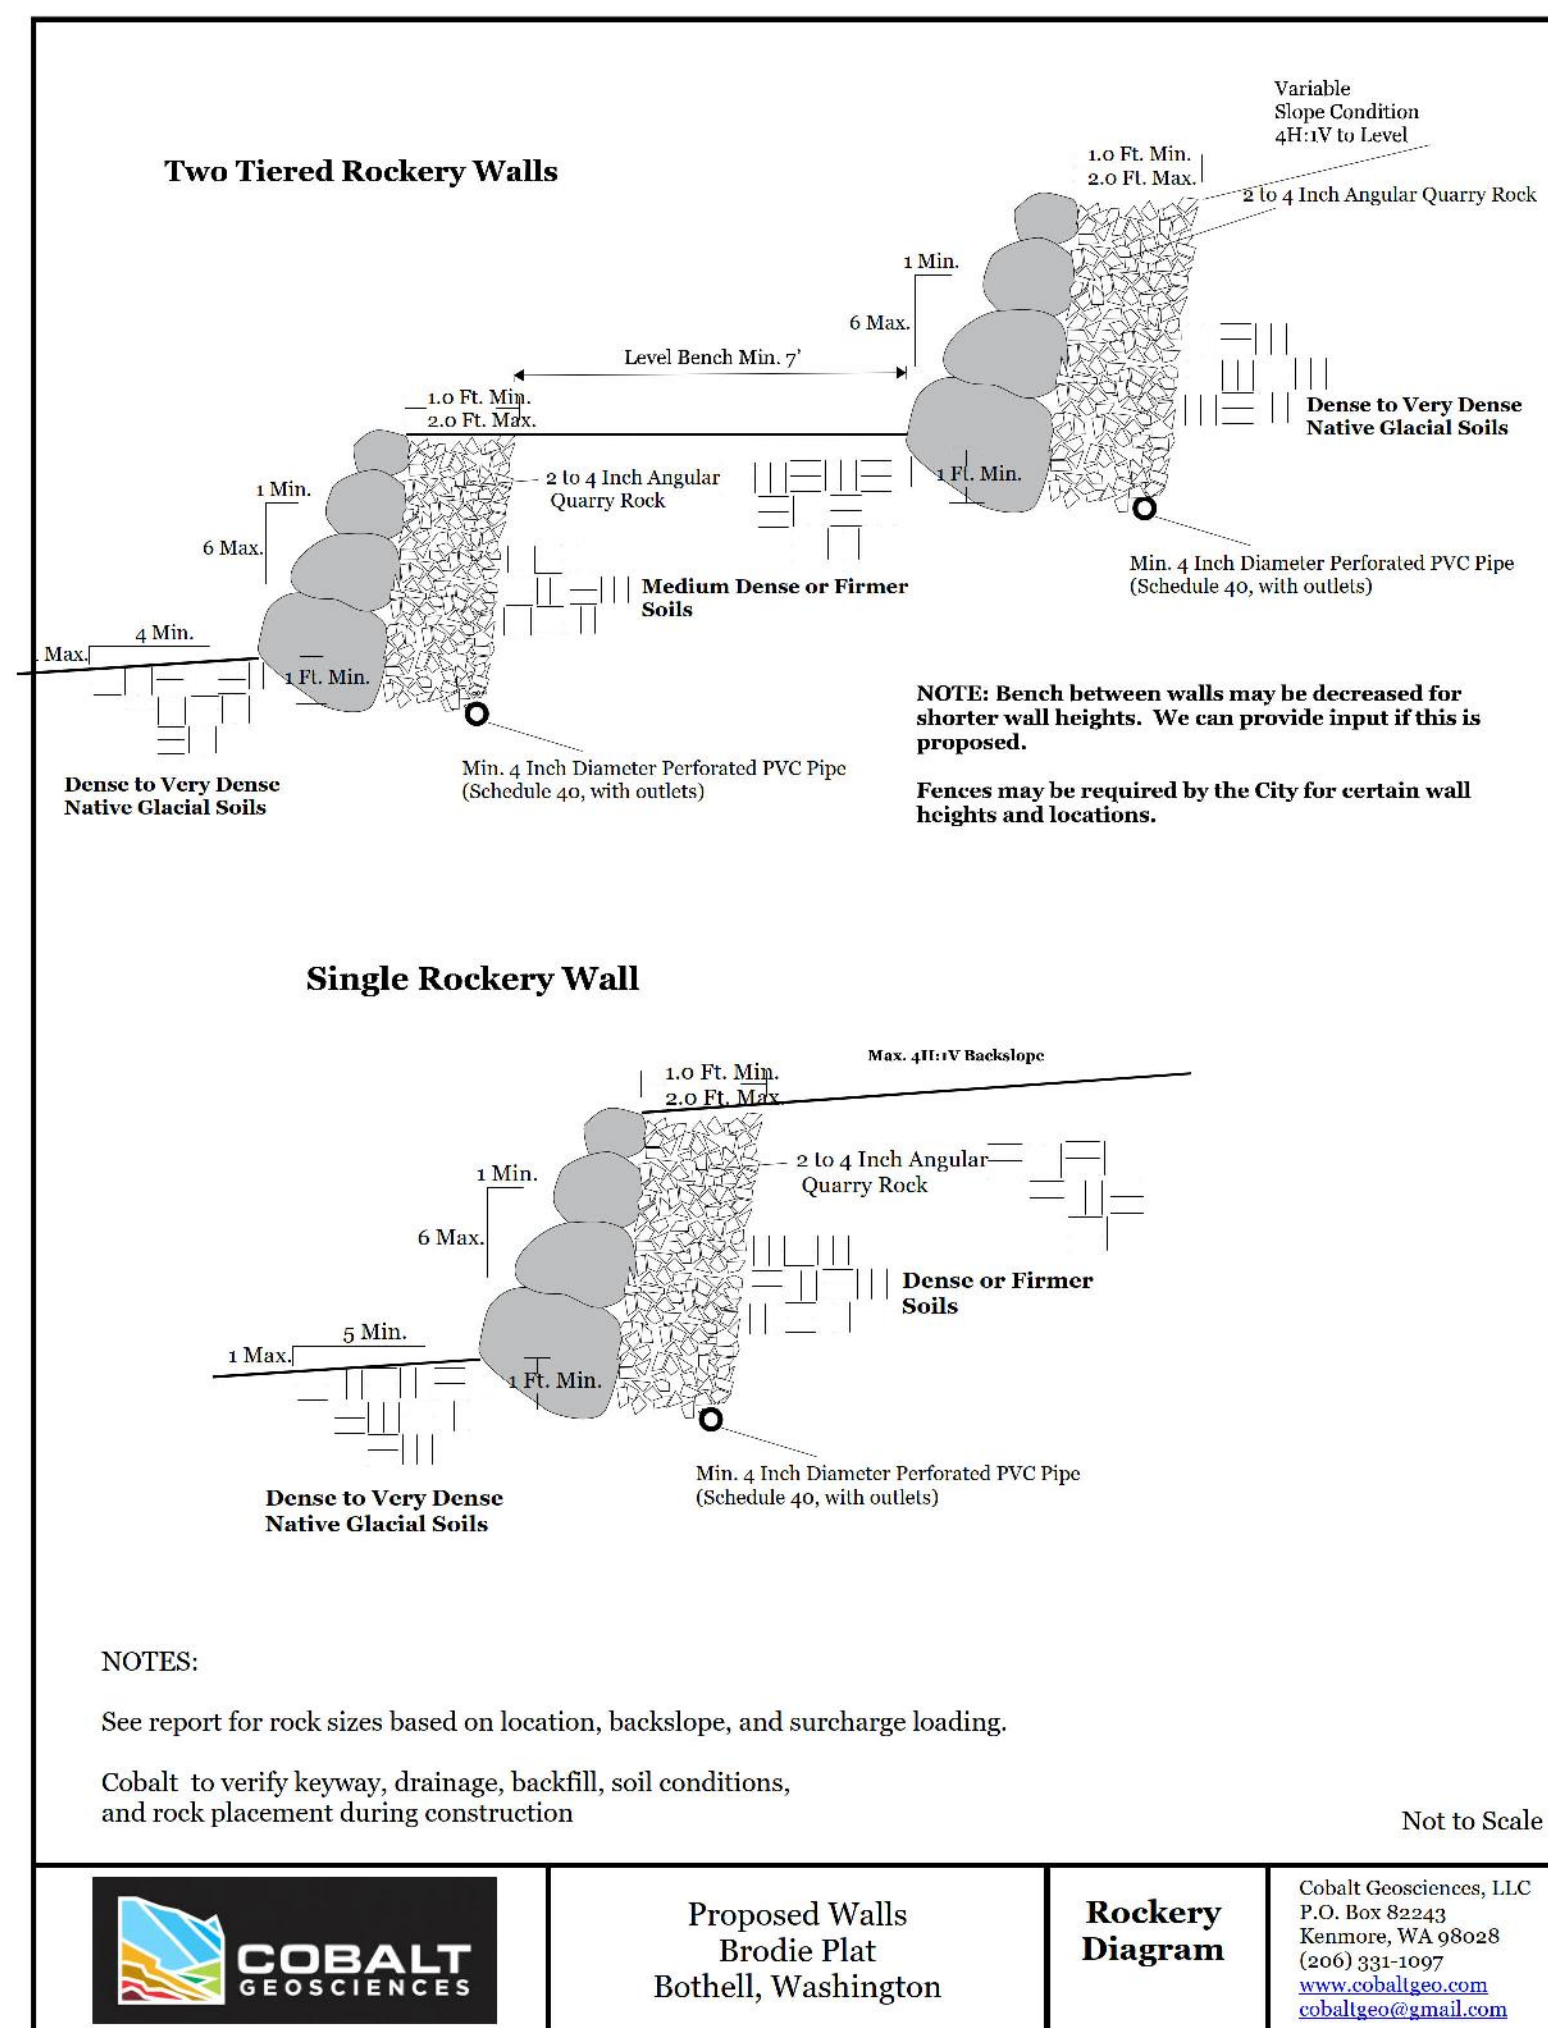 Two Tiered Rockery Walls
Variable
Slope Condition
4H:1V to Level
1.0 Ft. Min.
2.0 Ft. Max.
2 to 4 Inch Angular Quarry Rock
1 Min.
6 Max.
Level Bench Min. 7'
1.0 Ft. Min.
2.0 Ft. Max.
Dense to Very Dense
Native Glacial Soils
1 Ft. Min.
2 to 4 Inch Angular
Quarry Rock
1 Min.
6 Max.
Min. 4 Inch Diameter Perforated PVC Pipe
(Schedule 40, with outlets)
Medium Dense or Firmer
Soils
4 Min.
Max.
1 Ft. Min.
NOTE: Bench between walls may be decreased for
shorter wall heights. We can provide input if this is
proposed.
Fences may be required by the City for certain wall
heights and locations.
Min. 4 Inch Diameter Perforated PVC Pipe
(Schedule 40, with outlets)
Dense to Very Dense
Native Glacial Soils
Single Rockery Wall
Max. 4H:1V Backslope
1.0 Ft. Min.
2.0 Ft. Max.
2 to 4 Inch Angular
Quarry Rock
1 Min.
6 Max.
Dense or Firmer
Soils
5 Min.
1 Max.
1 Ft. Min.
Min. 4 Inch Diameter Perforated PVC Pipe
(Schedule 40, with outlets)
Dense to Very Dense
Native Glacial Soils
NOTES:
See report for rock sizes based on location, backslope, and surcharge loading.
Cobalt to verify keyway, drainage, backfill, soil conditions,
and rock placement during construction
Not to Scale
COBALT
GEOSCIENCES
Proposed Walls
Brodie Plat
Bothell, Washington
Rockery
Diagram
Cobalt Geosciences, LLC
P.O. Box 82243
Kenmore, WA 98028
(206) 331-1097
www.cobaltgeo.com
cobaltgeo@gmail.com